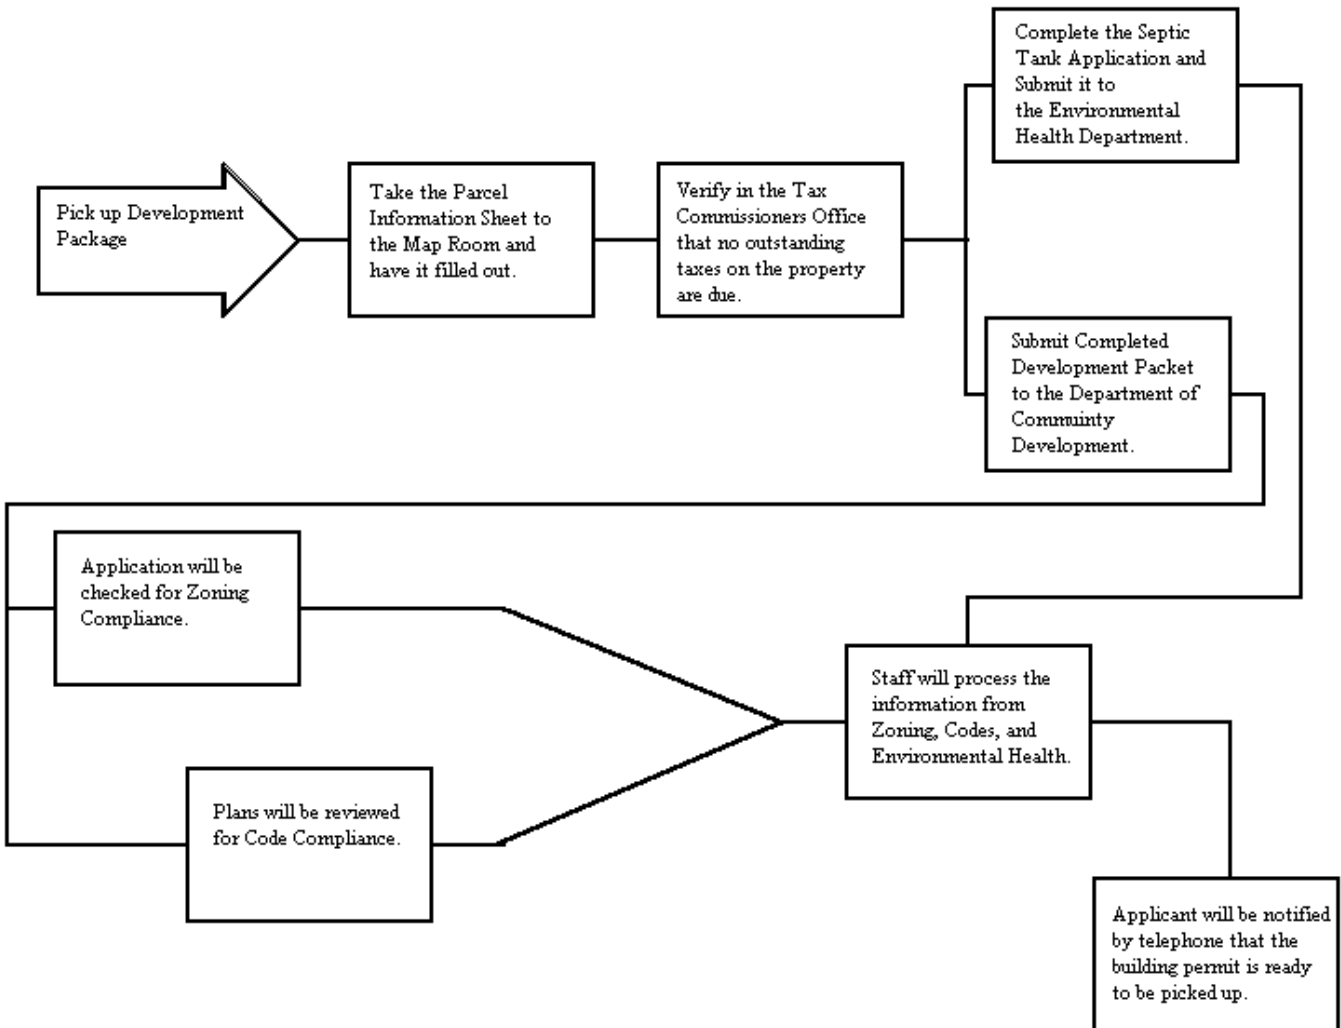 Pick up Development
Package
Take the Parcel
Information Sheet to
the Map Room and
have it filled out.
Verify in the Tax
Commissioners Office
that no outstanding
taxes on the property
are due.
Complete the Septic
Tank Application and
Submit it to
the Environmental
Health Department.
Submit Completed
Development Packet
to the Department of
Commuinty
Development.
Application will be
checked for Zoning
Compliance.
Plans will be reviewed
for Code Compliance.
Staff will process the
information from
Zoning, Codes, and
Environmental Health.
Applicant will be notified
by telephone that the
building permit is ready
to be picked up.